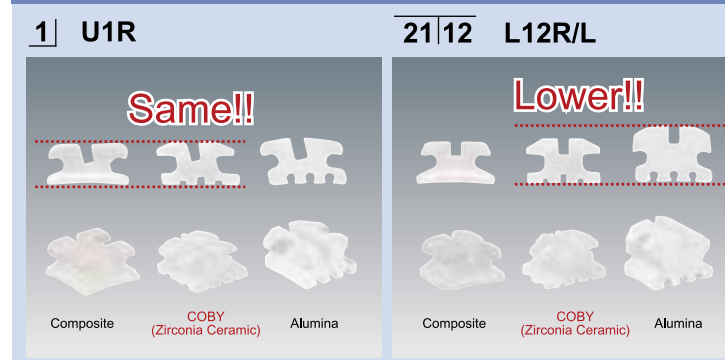 1 U1R
21 12 L12R/L
Same!!
Lower!!
Composite
COBY
(Zirconia Ceramic)
Alumina
Composite
COBY
(Zirconia Ceramic)
Alumina